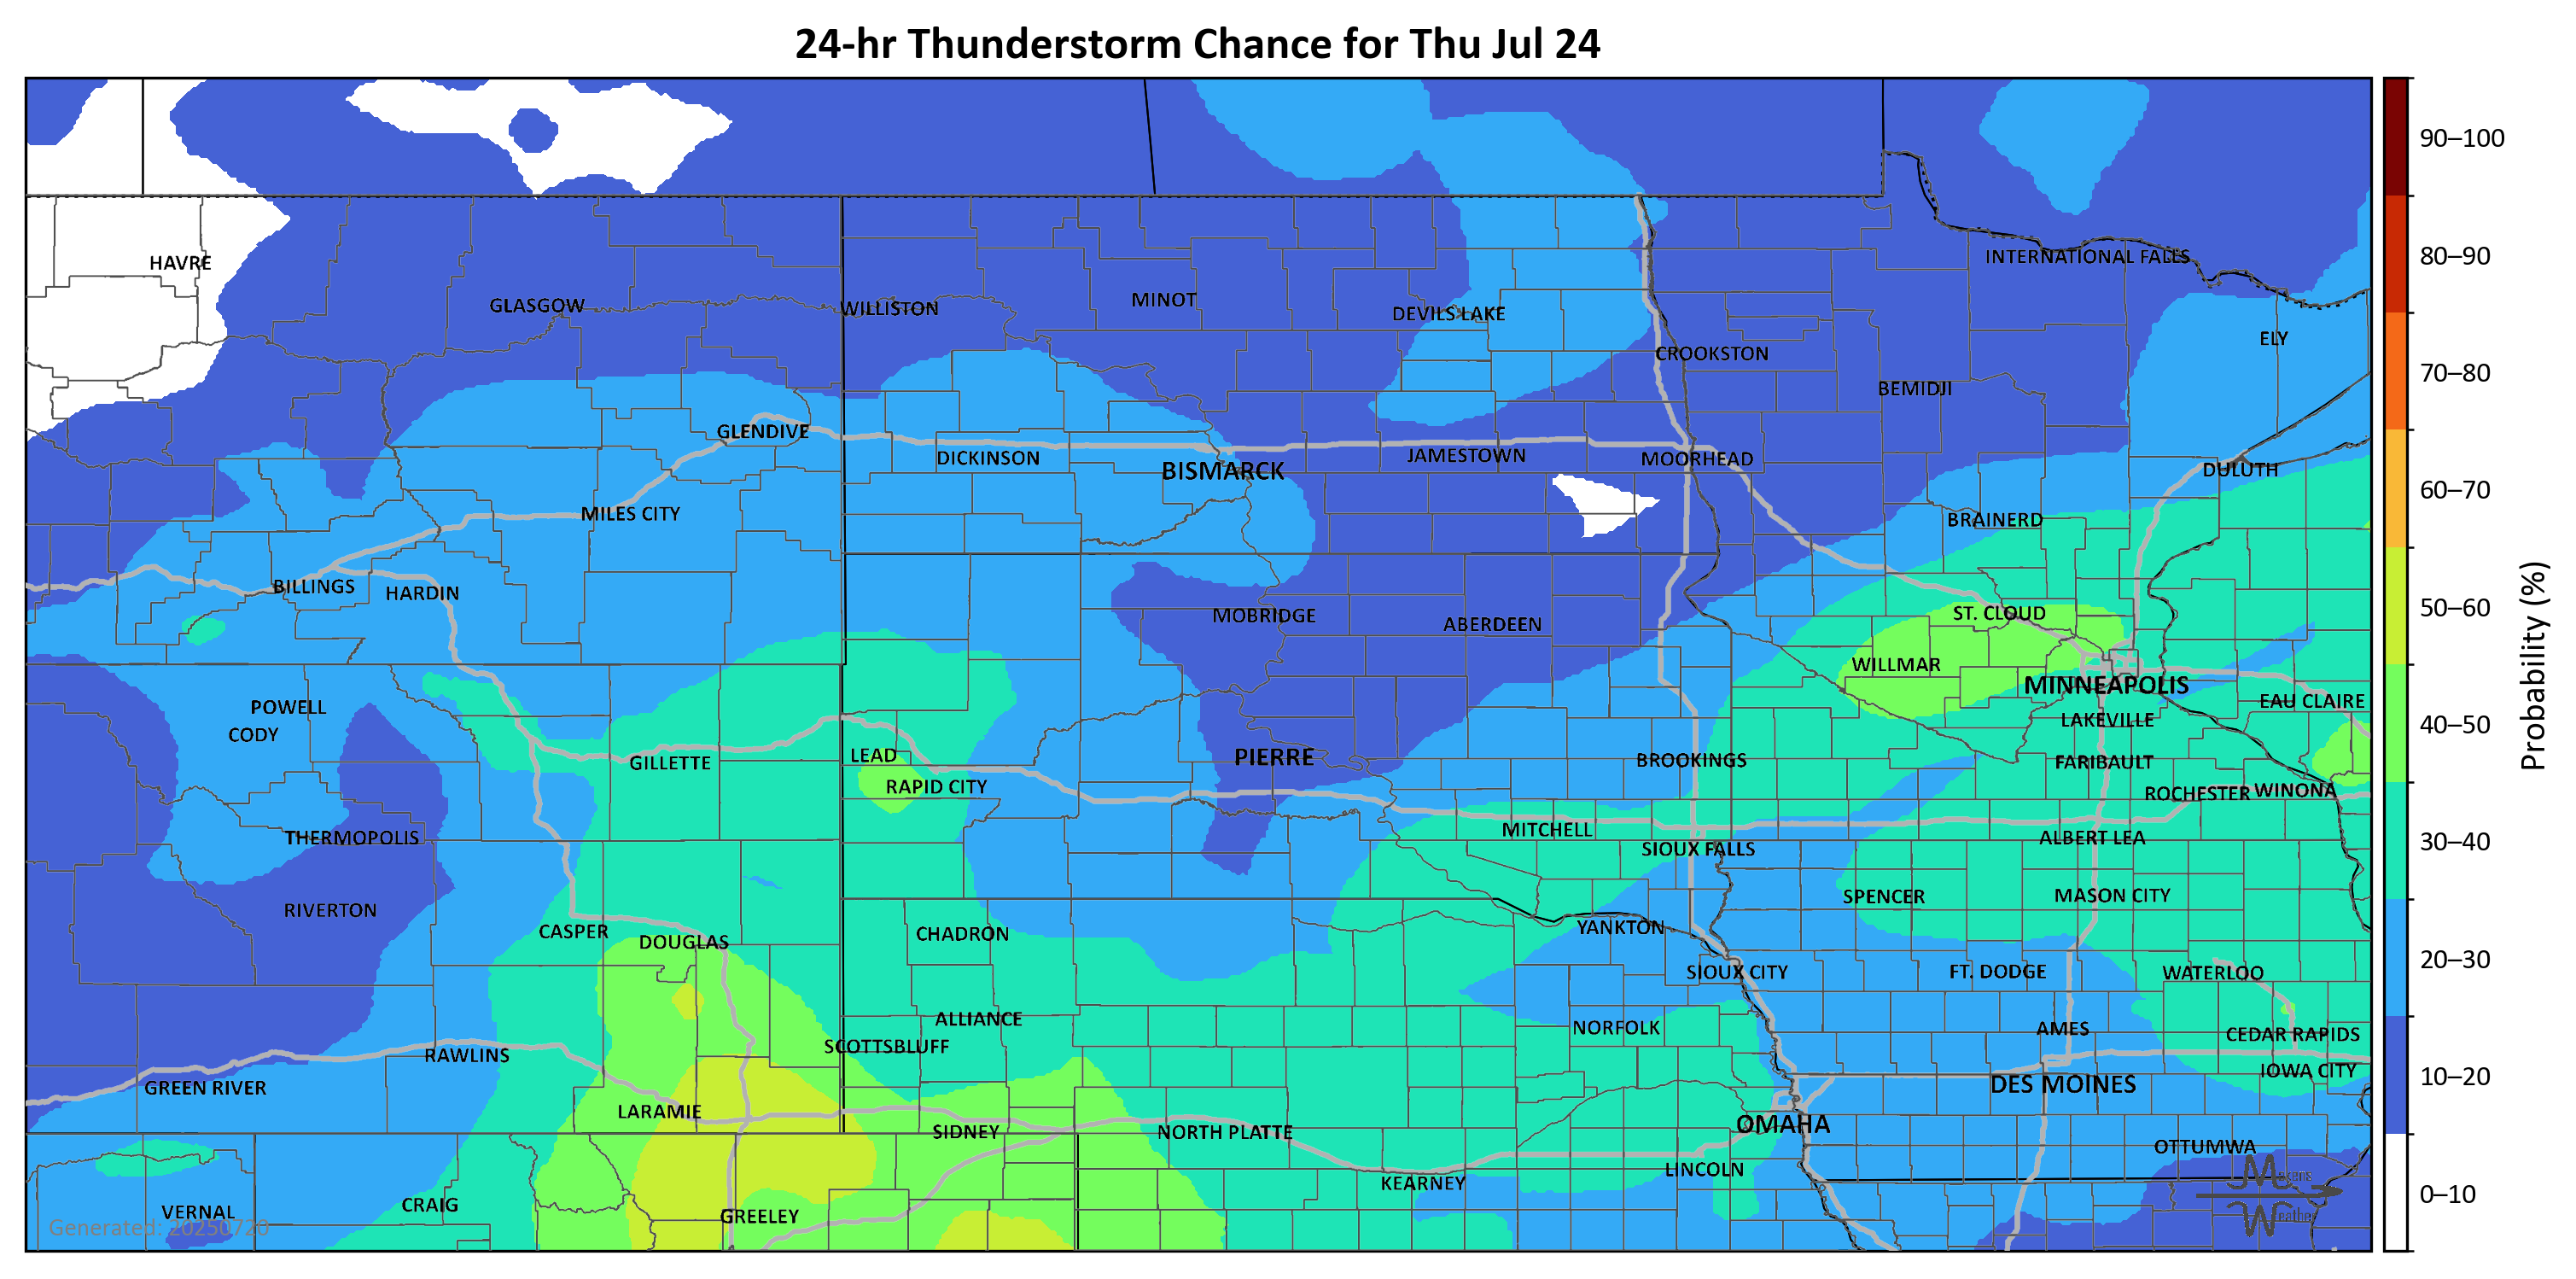 24-hr Thunderstorm Chance for Thu Jul 24
90–100
80–90
70–80
60–70
50–60
40–50
30–40
20–30
10–20
0–10
Probability (%)
HAVRE
INTERNATIONAL FALLS
GLASGOW
WILLISTON
MINOT
DEVILS LAKE
ELY
CROOKSTON
BEMIDJI
GLENDIVE
DICKINSON
BISMARCK
JAMESTOWN
MOORHEAD
DULUTH
MILES CITY
BRAINERD
BILLINGS
HARDIN
MOBRIDGE
ABERDEEN
ST. CLOUD
WILLMAR
MINNEAPOLIS
EAU CLAIRE
POWELL
LAKEVILLE
CODY
GILLETTE
LEAD
PIERRE
BROOKINGS
FARIBAULT
RAPID CITY
ROCHESTER
WINONA
THERMOPOLIS
MITCHELL
ALBERT LEA
SIOUX FALLS
SPENCER
MASON CITY
RIVERTON
CASPER
DOUGLAS
CHADRON
YANKTON
SIOUX CITY
FT. DODGE
WATERLOO
ALLIANCE
NORFOLK
AMES
CEDAR RAPIDS
SCOTTSBLUFF
RAWLINS
IOWA CITY
GREEN RIVER
DES MOINES
LARAMIE
SIDNEY
NORTH PLATTE
OMAHA
OTTUMWA
LINCOLN
KEARNEY
VERNAL
CRAIG
GREELEY
Generated: 20250720
Makens
Weather